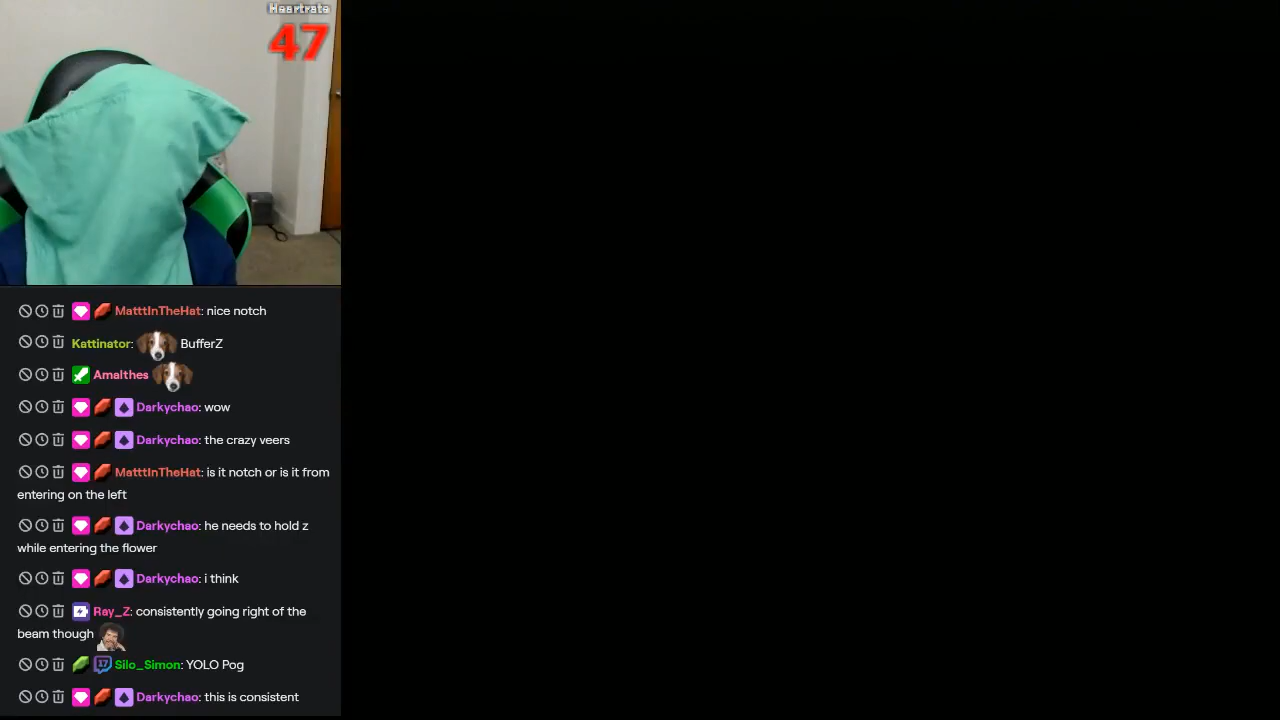 Heartrate
47
MatttInTheHat: nice notch
Kattinator: BufferZ
Amalthes
Darkychao: wow
Darkychao: the crazy veers
MatttInTheHat: is it notch or is it from
entering on the left
Darkychao: he needs to hold z
while entering the flower
Darkychao: i think
Ray_Z: consistently going right of the
beam though
17 Silo_Simon: YOLO Pog
Darkychao: this is consistent